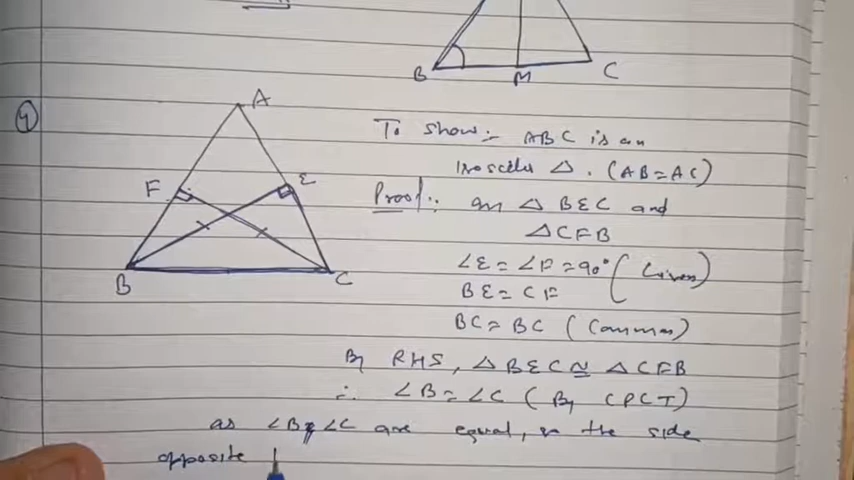 B M C
4
A
F E
B C
To show :- ABC is an
isosceles △. (AB=AC)
Proof :- In △ BEC and
△CFB
∠E = ∠F = 90° (Given)
BE = CF
BC = BC (Common)
By RHS, △ BEC ≅ △CFB
∴ ∠B = ∠C (By CPCT)
as ∠B & ∠C are equal, so the side
opposite